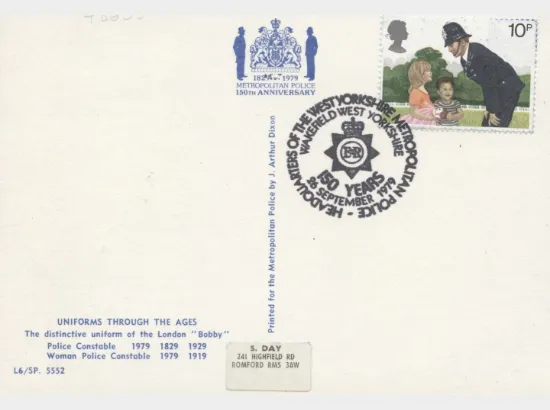 1829 1979
METROPOLITAN POLICE
150TH ANNIVERSARY
10P
HEADQUARTERS OF THE WEST YORKSHIRE METROPOLITAN POLICE
WAKEFIELD WEST YORKSHIRE
E R
150 YEARS
26 SEPTEMBER 1979
Printed for the Metropolitan Police by J. Arthur Dixon
UNIFORMS THROUGH THE AGES
The distinctive uniform of the London "Bobby"
Police Constable 1979 1829 1929
Woman Police Constable 1979 1919
L6/SP. 5552
S. DAY
241 HIGHFIELD RD
ROMFORD RM5 3AW